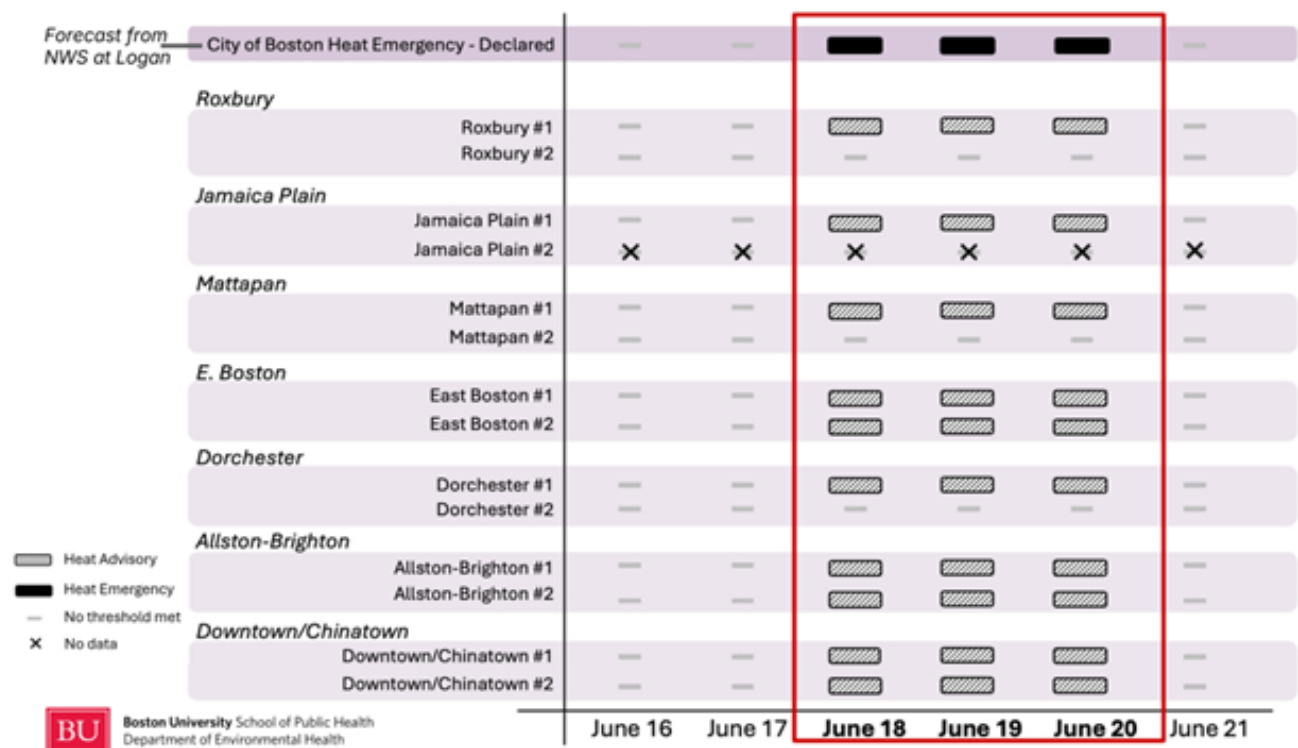 Forecast from
NWS at Logan
City of Boston Heat Emergency - Declared
Roxbury
Roxbury #1
Roxbury #2
Jamaica Plain
Jamaica Plain #1
Jamaica Plain #2
Mattapan
Mattapan #1
Mattapan #2
E. Boston
East Boston #1
East Boston #2
Dorchester
Dorchester #1
Dorchester #2
Allston-Brighton
Allston-Brighton #1
Allston-Brighton #2
Downtown/Chinatown
Downtown/Chinatown #1
Downtown/Chinatown #2
Heat Advisory
Heat Emergency
No threshold met
No data
June 16 June 17 June 18 June 19 June 20 June 21
BU
Boston University School of Public Health
Department of Environmental Health